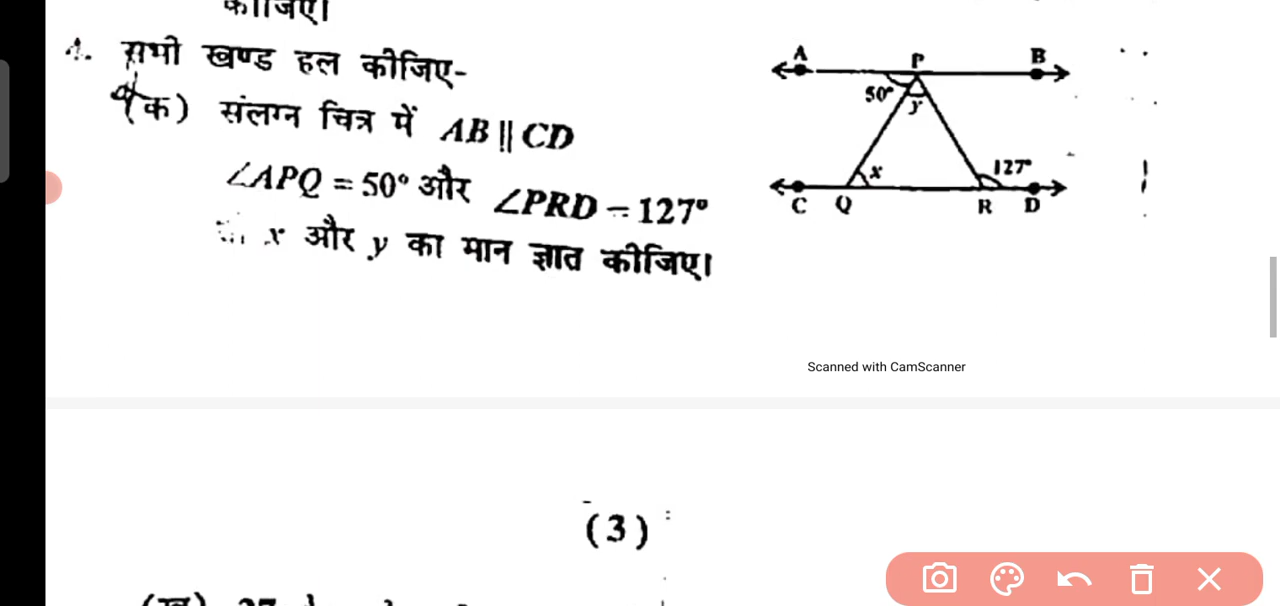 कीजिए।
4. सभी खण्ड हल कीजिए-
(क) संलग्न चित्र में AB || CD
∠APQ = 50° और ∠PRD = 127°
x और y का मान ज्ञात कीजिए।
A P B
50° y
x 127°
C Q R D
Scanned with CamScanner
(3)
(ख) 27